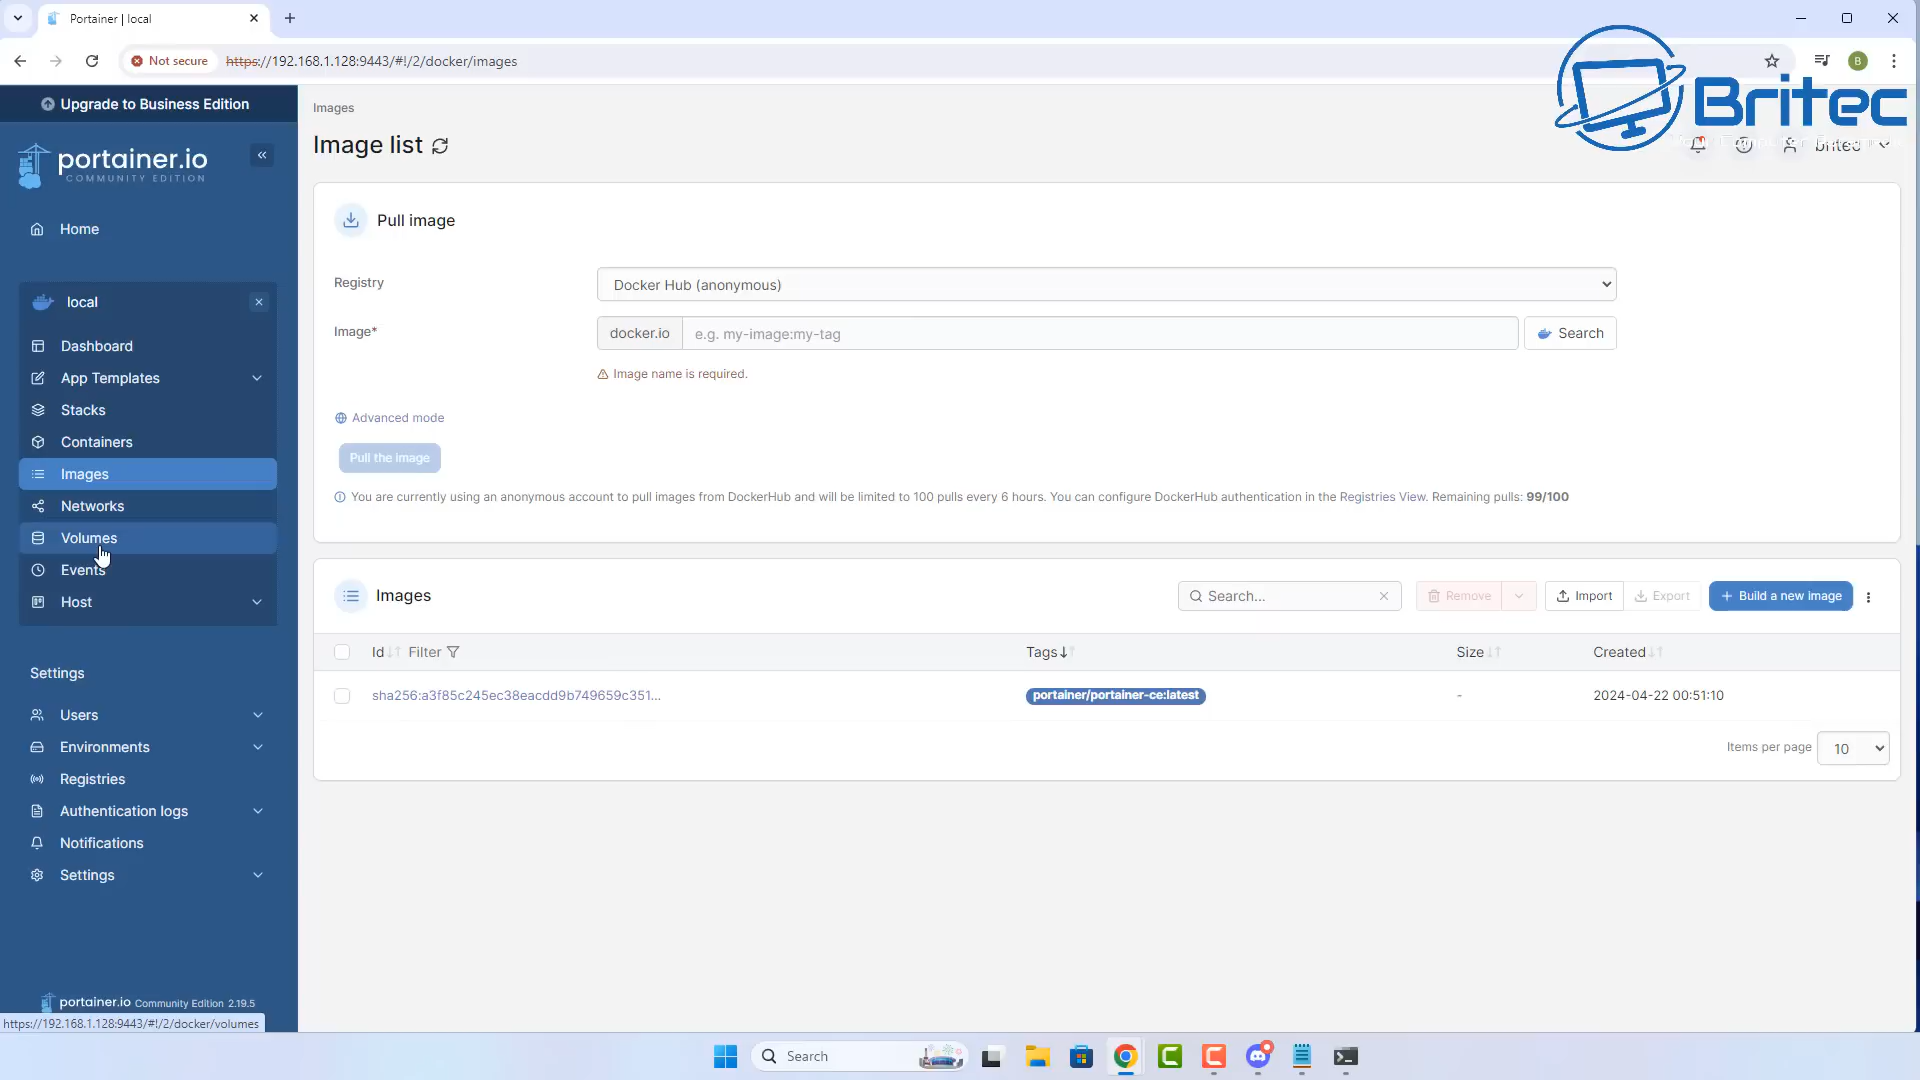 Portainer | local
Not secure
https://192.168.1.128:9443/#!/2/docker/images
Britec
Upgrade to Business Edition
portainer.io
COMMUNITY EDITION
Home
local
Dashboard
App Templates
Stacks
Containers
Images
Networks
Volumes
Events
Host
Settings
Users
Environments
Registries
Authentication logs
Notifications
Settings
portainer.io Community Edition 2.19.5
https://192.168.1.128:9443/#!/2/docker/volumes
Images
Image list
britec
Pull image
Registry
Docker Hub (anonymous)
Image*
docker.io
e.g. my-image:my-tag
Search
Image name is required.
Advanced mode
Pull the image
You are currently using an anonymous account to pull images from DockerHub and will be limited to 100 pulls every 6 hours. You can configure DockerHub authentication in the Registries View. Remaining pulls: 99/100
Images
Search...
Remove
Import
Export
+ Build a new image
Id
Filter
Tags
Size
Created
sha256:a3f85c245ec38eacdd9b749659c351...
portainer/portainer-ce:latest
-
2024-04-22 00:51:10
Items per page
10
Search
B